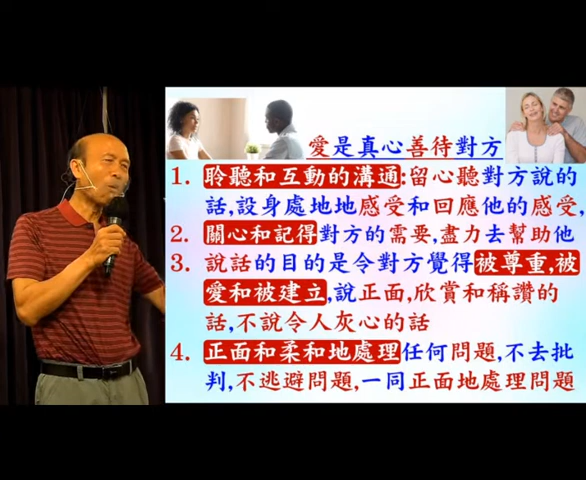 愛是真心善待對方
1. 聆聽和互動的溝通:留心聽對方說的
話,設身處地地感受和回應他的感受,
2. 關心和記得對方的需要,盡力去幫助他
3. 說話的目的是令對方覺得被尊重,被
愛和被建立,說正面,欣賞和稱讚的
話,不說令人灰心的話
4. 正面和柔和地處理任何問題,不去批
判,不逃避問題,一同正面地處理問題